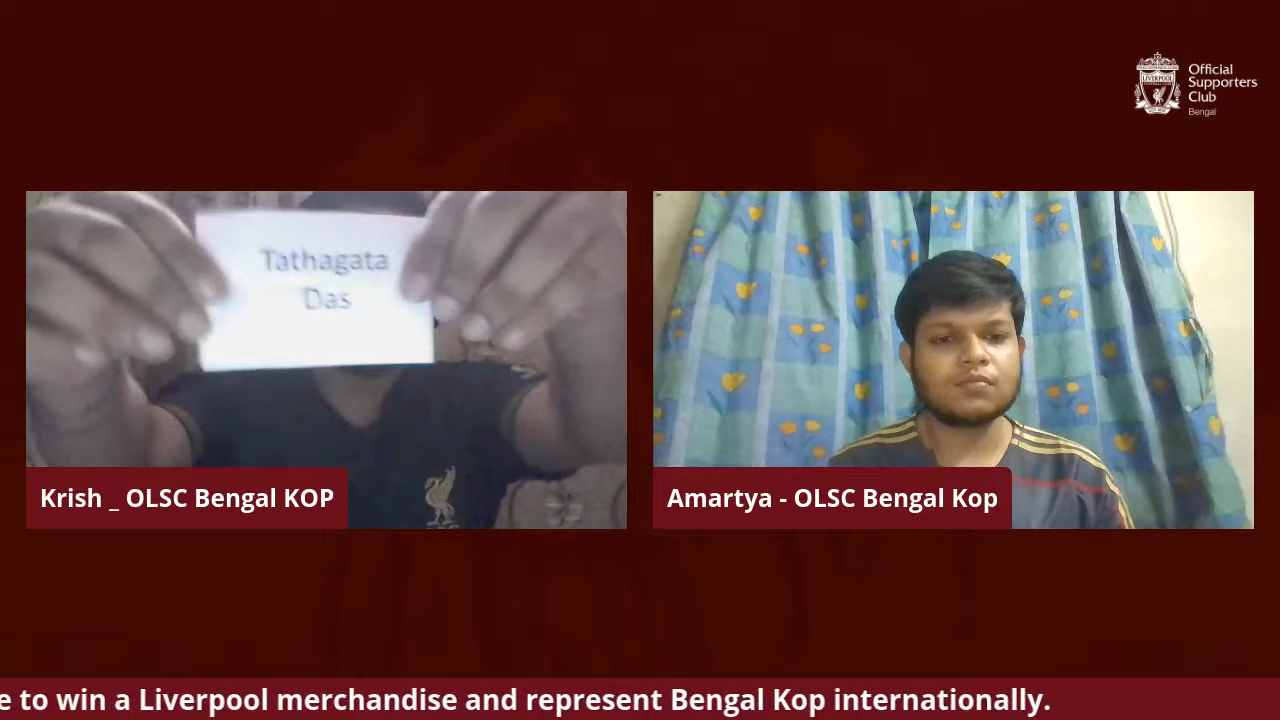 LIVERPOOL
Official
Supporters
Club
Bengal
Tathagata
Das
Krish _ OLSC Bengal KOP
Amartya - OLSC Bengal Kop
e to win a Liverpool merchandise and represent Bengal Kop internationally.